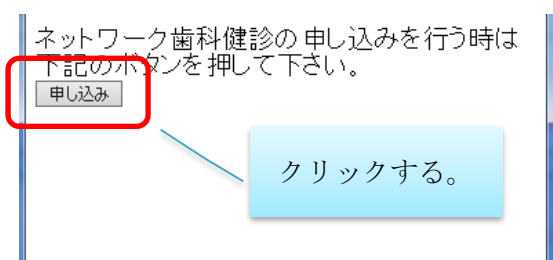 ネットワーク歯科健診の申し込みを行う時は
下記のボタンを押して下さい。
申し込み
クリックする。